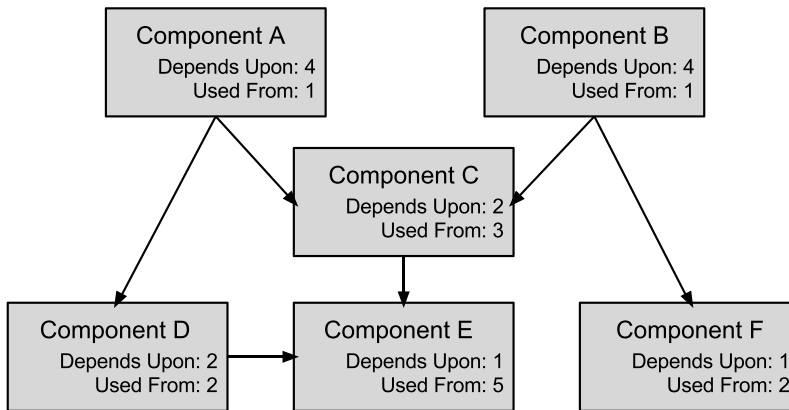 Component A
Depends Upon: 4
Used From: 1
Component B
Depends Upon: 4
Used From: 1
Component C
Depends Upon: 2
Used From: 3
Component D
Depends Upon: 2
Used From: 2
Component E
Depends Upon: 1
Used From: 5
Component F
Depends Upon: 1
Used From: 2